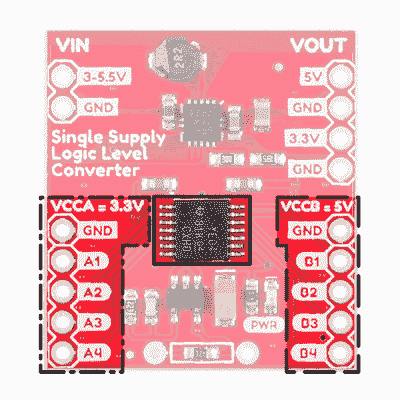 VIN
VOUT
3-5.5V
5V
GND
GND
3.3V
GND
Single Supply
Logic Level
Converter
2R2
VCCA = 3.3V
VCCB = 5V
GND
GND
A1
B1
A2
B2
A3
B3
A4
B4
PWR